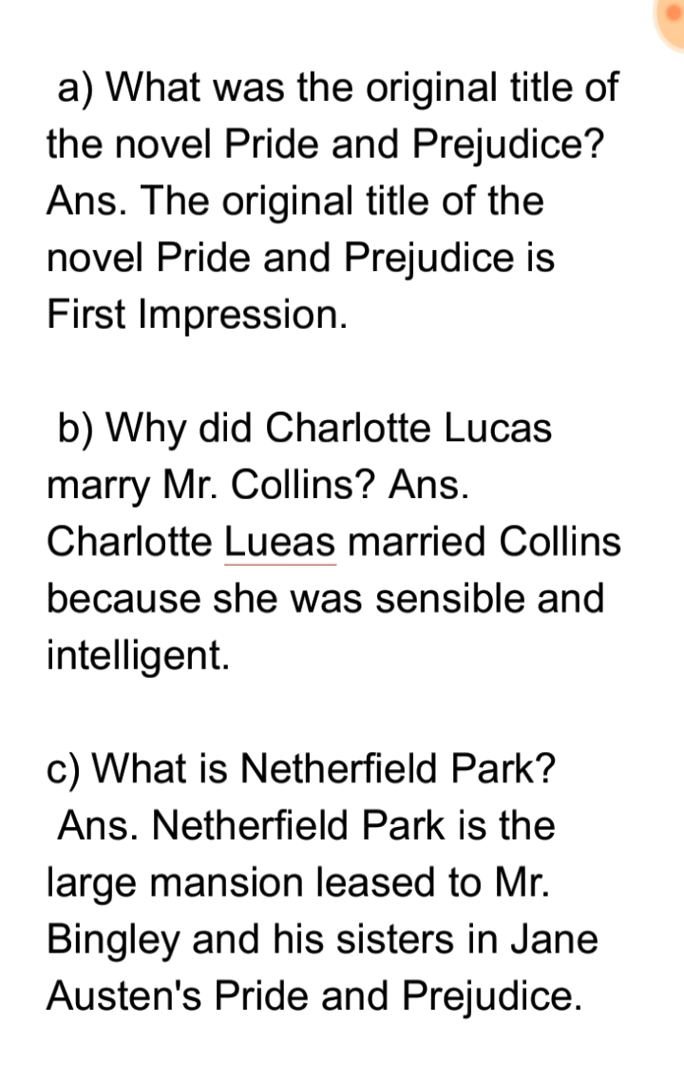 a) What was the original title of
the novel Pride and Prejudice?
Ans. The original title of the
novel Pride and Prejudice is
First Impression.
b) Why did Charlotte Lucas
marry Mr. Collins? Ans.
Charlotte Lueas married Collins
because she was sensible and
intelligent.
c) What is Netherfield Park?
Ans. Netherfield Park is the
large mansion leased to Mr.
Bingley and his sisters in Jane
Austen's Pride and Prejudice.